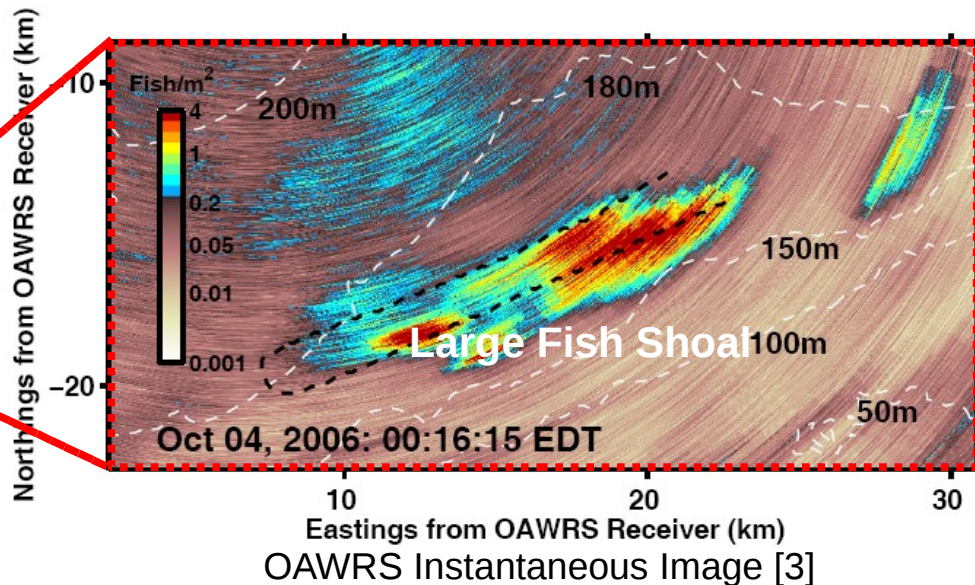 Northings from OAWRS Receiver (km)
−10
−20
Fish/m²
4
1
0.2
0.05
0.01
0.001
200m
180m
150m
100m
50m
Large Fish Shoal
Oct 04, 2006: 00:16:15 EDT
10
20
30
Eastings from OAWRS Receiver (km)
OAWRS Instantaneous Image [3]